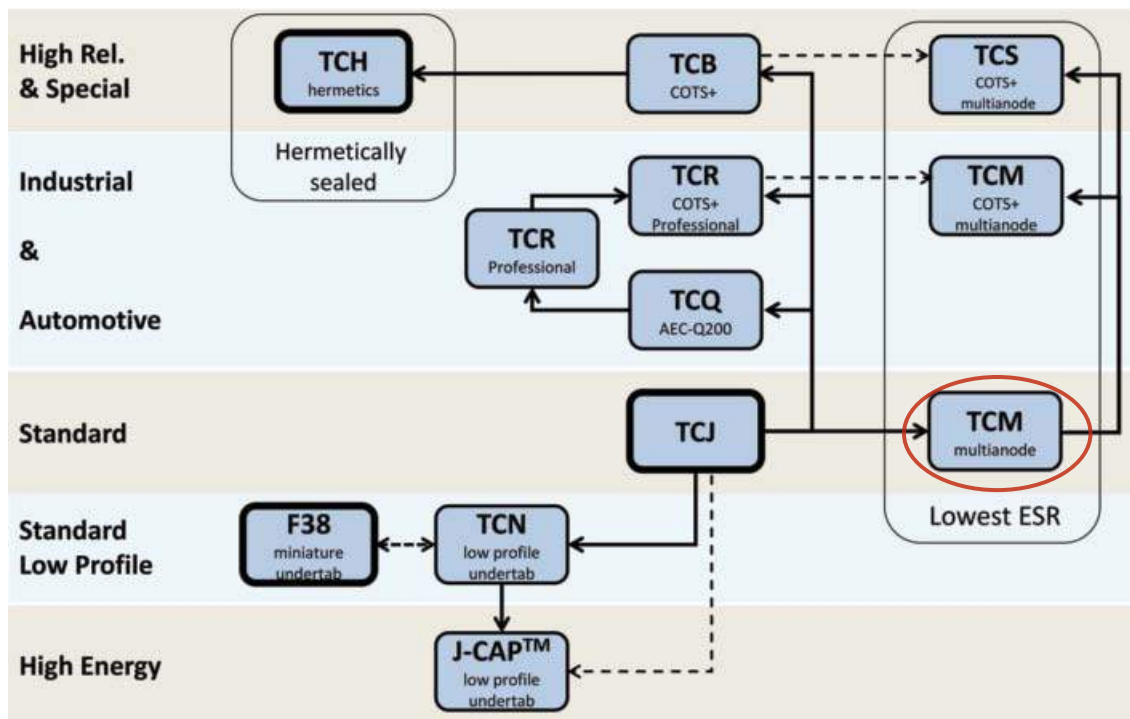 High Rel.
& Special
TCH
hermetics
Hermetically
sealed
TCB
COTS+
TCS
COTS+
multianode
Industrial
&
Automotive
TCR
COTS+
Professional
TCM
COTS+
multianode
TCR
Professional
TCQ
AEC-Q200
Standard
TCJ
TCM
multianode
Lowest ESR
Standard
Low Profile
F38
miniature
undertab
TCN
low profile
undertab
High Energy
J-CAP™
low profile
undertab